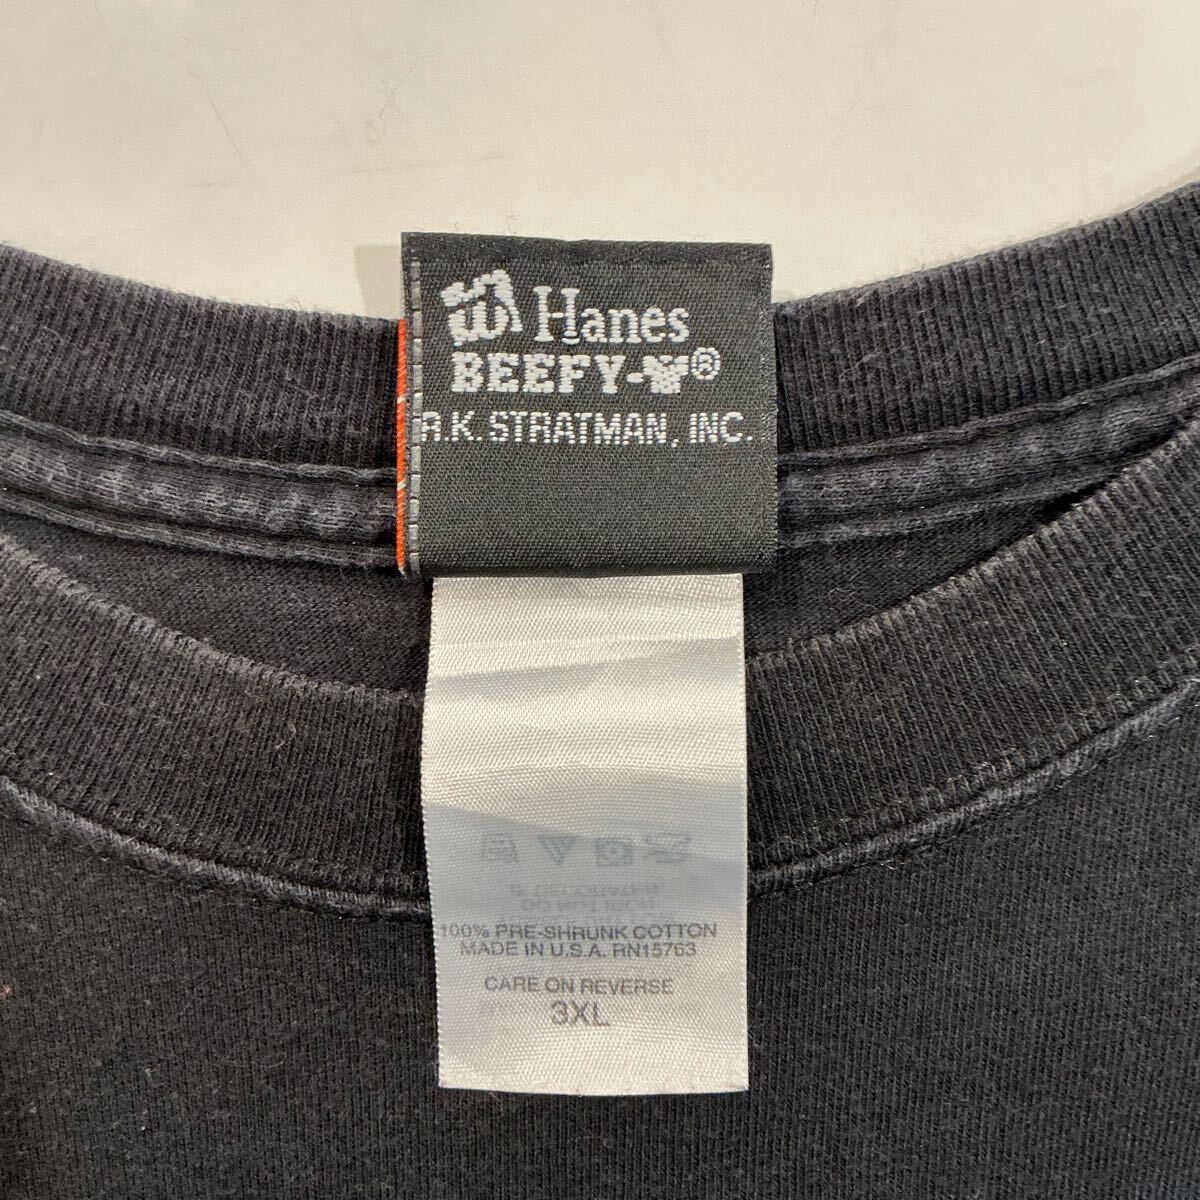 Hanes
BEEFY-T®
R.K. STRATMAN, INC.
100% PRE-SHRUNK COTTON
MADE IN U.S.A. RN15763
CARE ON REVERSE
3XL